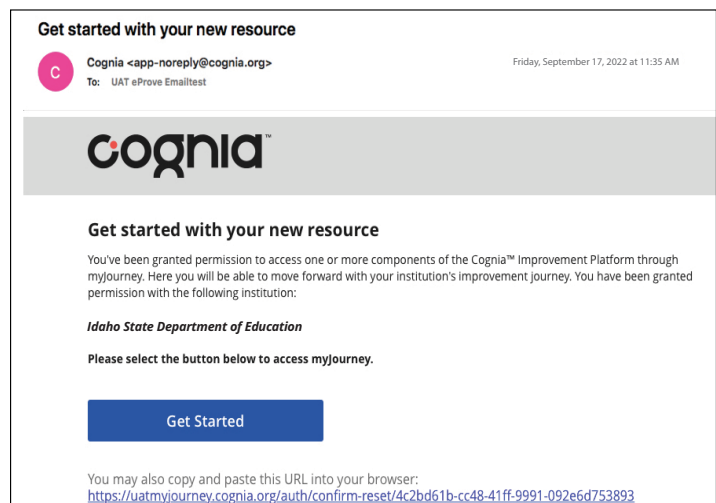 Get started with your new resource
C
Cognia <app-noreply@cognia.org>
Friday, September 17, 2022 at 11:35 AM
To: UAT eProve Emailtest
cognia™
Get started with your new resource
You've been granted permission to access one or more components of the Cognia™ Improvement Platform through
myJourney. Here you will be able to move forward with your institution's improvement journey. You have been granted
permission with the following institution:
Idaho State Department of Education
Please select the button below to access myJourney.
Get Started
You may also copy and paste this URL into your browser:
https://uatmyjourney.cognia.org/auth/confirm-reset/4c2bd61b-cc48-41ff-9991-092e6d753893